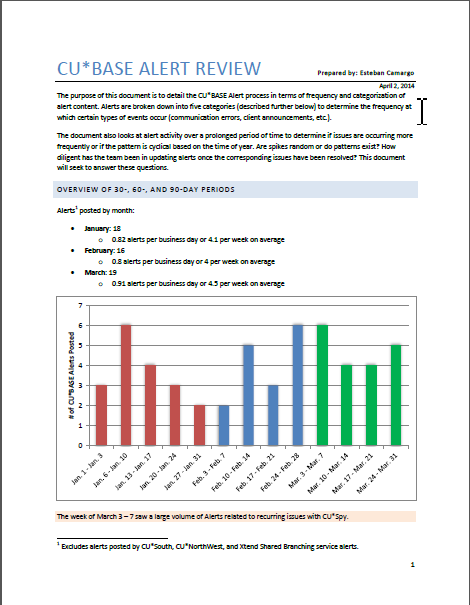 CU*BASE ALERT REVIEW
Prepared by: Esteban Camargo
April 2, 2014
The purpose of this document is to detail the CU*BASE Alert process in terms of frequency and categorization of
alert content. Alerts are broken down into five categories (described further below) to determine the frequency at
which certain types of events occur (communication errors, client announcements, etc.).
The document also looks at alert activity over a prolonged period of time to determine if issues are occurring more
frequently or if the pattern is cyclical based on the time of year. Are spikes random or do patterns exist? How
diligent has the team been in updating alerts once the corresponding issues have been resolved? This document
will seek to answer these questions.
OVERVIEW OF 30-, 60-, AND 90-DAY PERIODS
Alerts¹ posted by month:
• January: 18
o 0.82 alerts per business day or 4.1 per week on average
• February: 16
o 0.8 alerts per business day or 4 per week on average
• March: 19
o 0.91 alerts per business day or 4.5 per week on average
# of CU*BASE Alerts Posted
7
6
5
4
3
2
1
0
Jan. 1 - Jan. 3
Jan. 6 - Jan. 10
Jan. 13 - Jan. 17
Jan. 20 - Jan. 24
Jan. 27 - Jan. 31
Feb. 3 - Feb. 7
Feb. 10 - Feb. 14
Feb. 17 - Feb. 21
Feb. 24 - Feb. 28
Mar. 3 - Mar. 7
Mar. 10 - Mar. 14
Mar. 17 - Mar. 21
Mar. 24 - Mar. 31
The week of March 3 – 7 saw a large volume of Alerts related to recurring issues with CU*Spy.
¹ Excludes alerts posted by CU*South, CU*NorthWest, and Xtend Shared Branching service alerts.
1